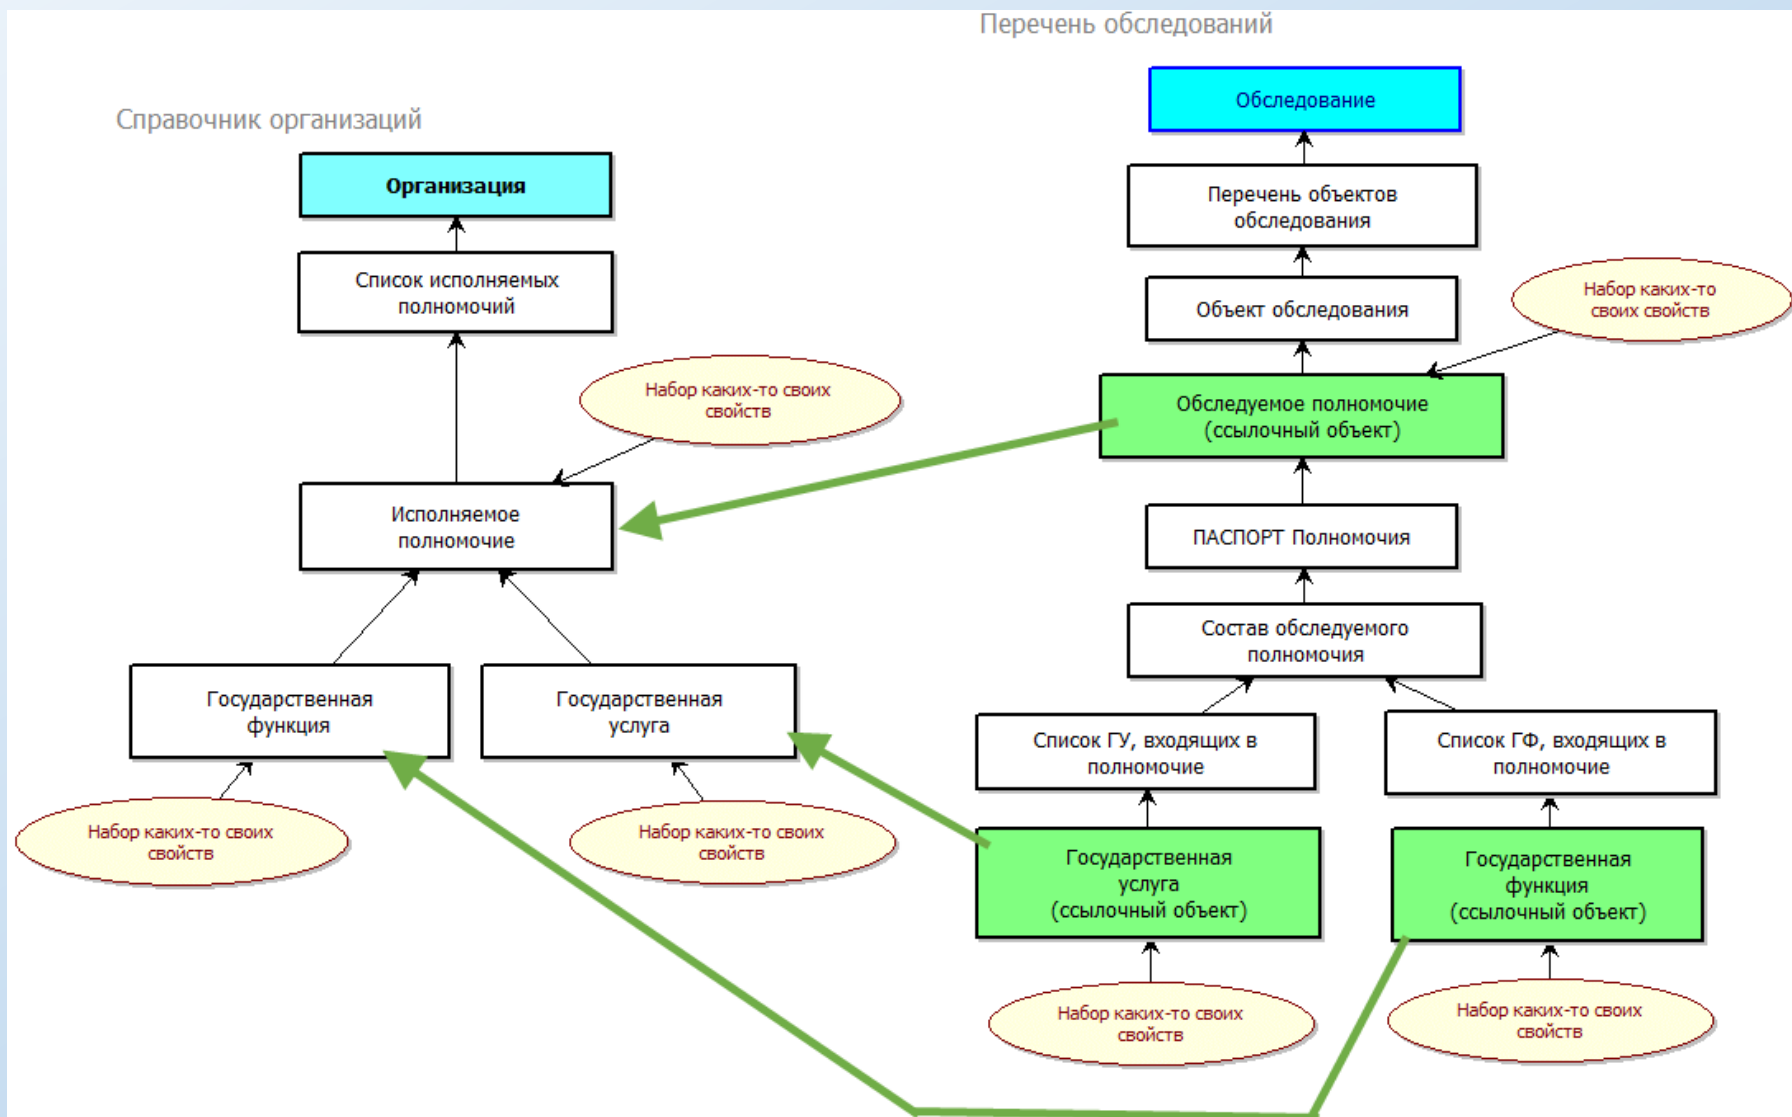 Перечень обследований
Обследование
Перечень объектов
обследования
Объект обследования
Набор каких-то
своих свойств
Обследуемое полномочие
(ссылочный объект)
ПАСПОРТ Полномочия
Состав обследуемого
полномочия
Список ГУ, входящих в
полномочие
Список ГФ, входящих в
полномочие
Государственная
услуга
(ссылочный объект)
Государственная
функция
(ссылочный объект)
Набор каких-то своих
свойств
Набор каких-то своих
свойств
Справочник организаций
Организация
Список исполняемых
полномочий
Набор каких-то своих
свойств
Исполняемое
полномочие
Государственная
функция
Государственная
услуга
Набор каких-то своих
свойств
Набор каких-то своих
свойств